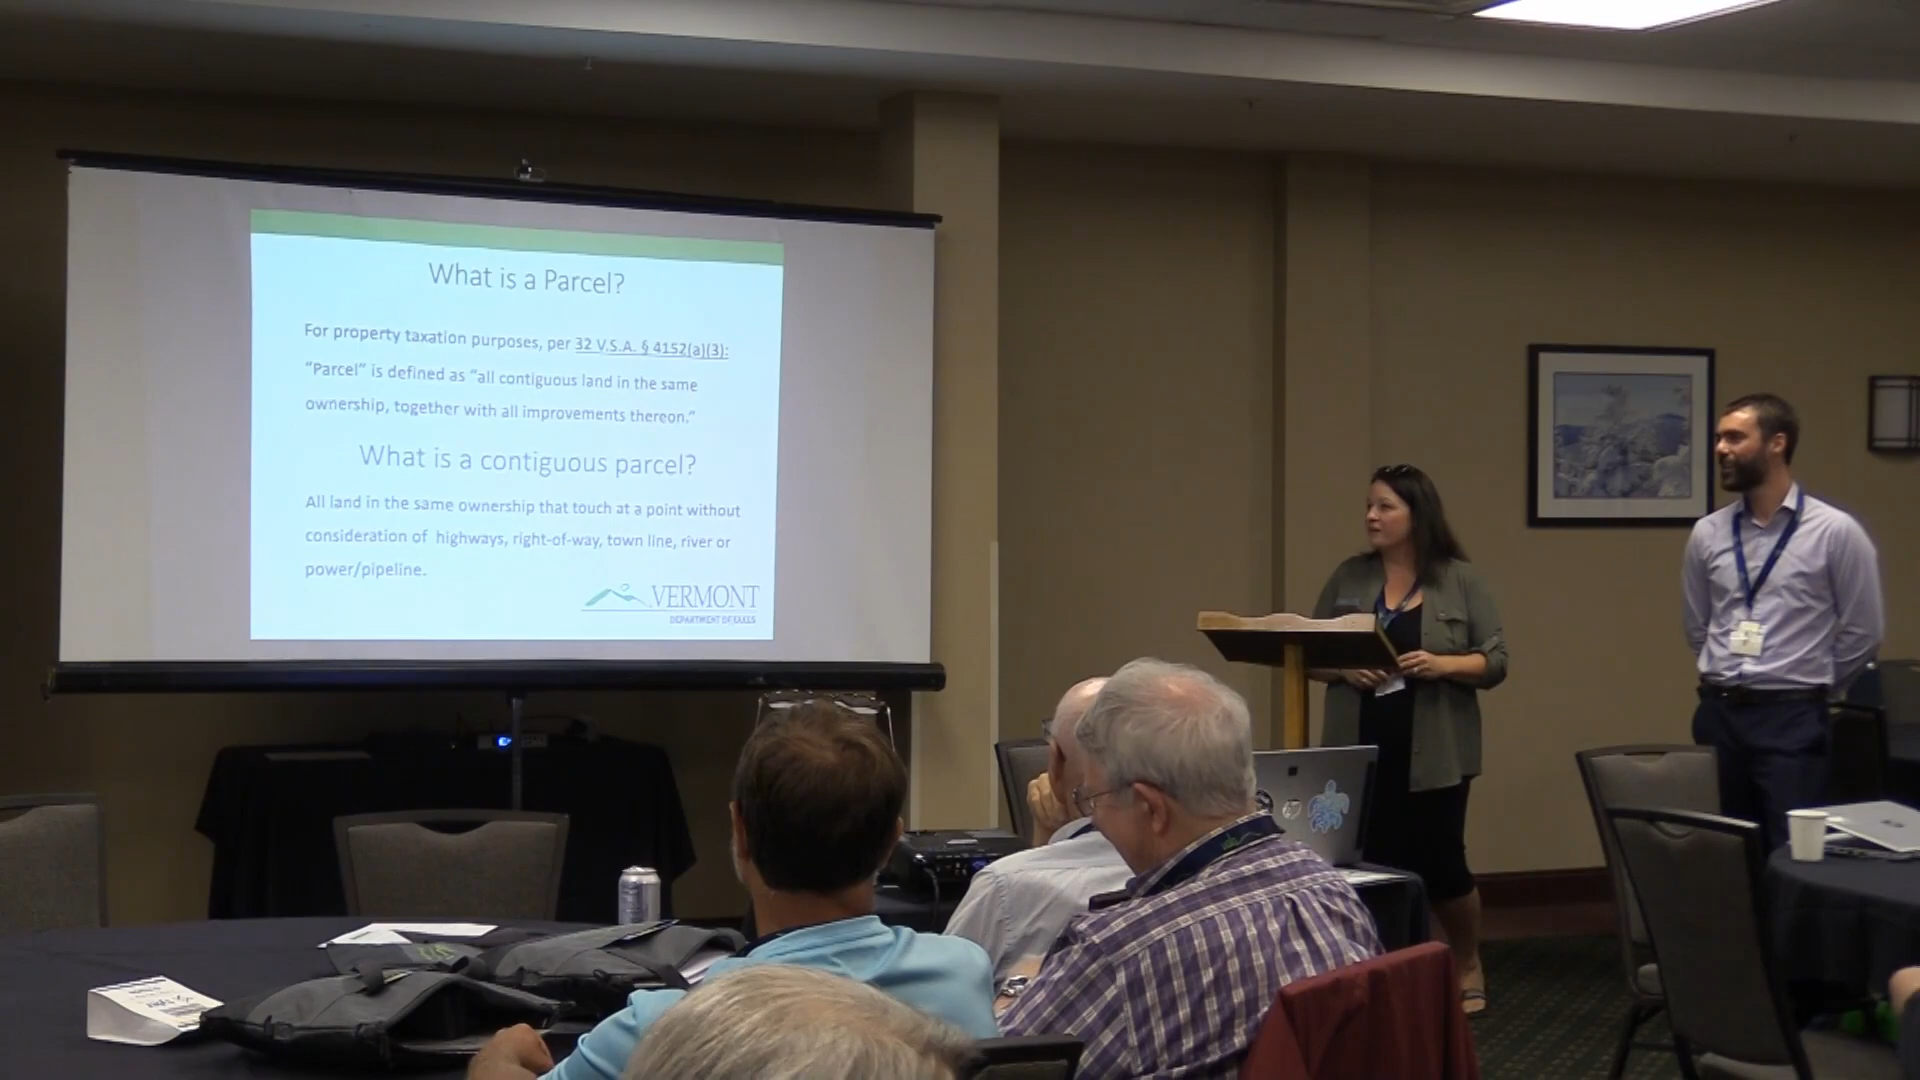 What is a Parcel?
For property taxation purposes, per 32 V.S.A. § 4152(a)(3):
“Parcel” is defined as “all contiguous land in the same
ownership, together with all improvements thereon.”
What is a contiguous parcel?
All land in the same ownership that touch at a point without
consideration of highways, right-of-way, town line, river or
power/pipeline.
VERMONT
DEPARTMENT OF TAXES